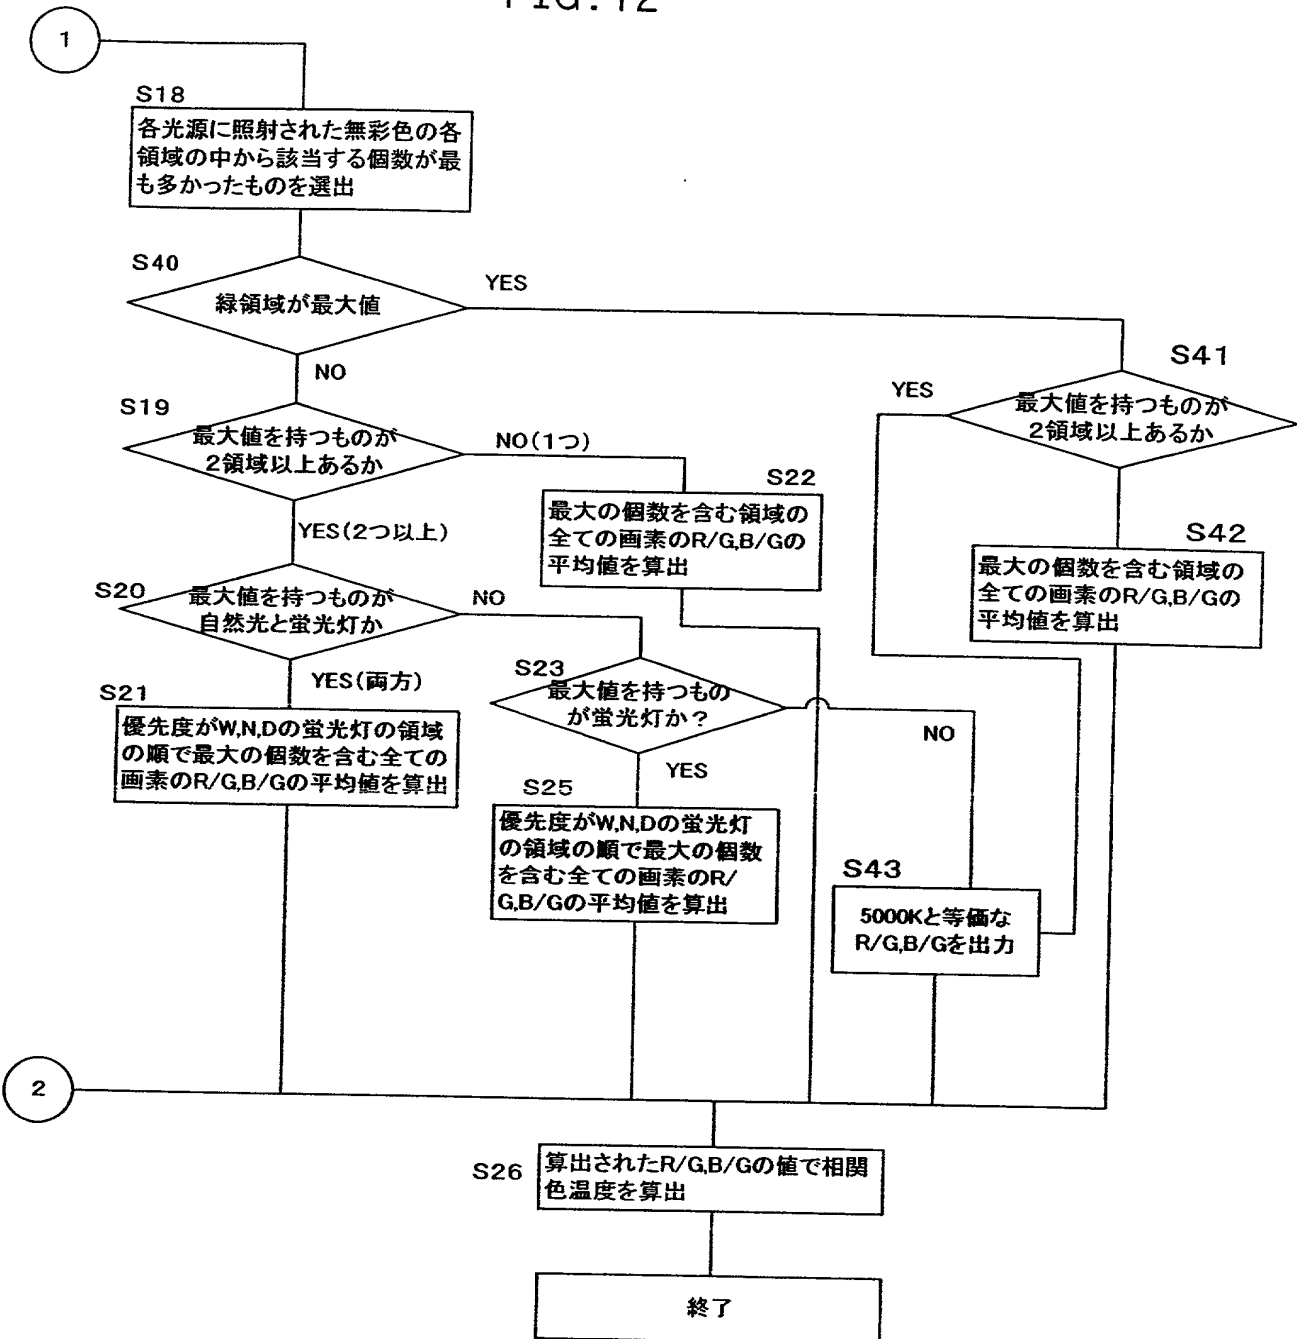 FIG.12
1
S18
各光源に照射された無彩色の各
領域の中から該当する個数が最
も多かったものを選出
S40
緑領域が最大値
YES
NO
S41
最大値を持つものが
2領域以上あるか
YES
S19
最大値を持つものが
2領域以上あるか
NO(1つ)
YES(2つ以上)
S22
最大の個数を含む領域の
全ての画素のR/G,B/Gの
平均値を算出
S42
最大の個数を含む領域の
全ての画素のR/G,B/Gの
平均値を算出
S20
最大値を持つものが
自然光と蛍光灯か
NO
YES(両方)
S23
最大値を持つもの
が蛍光灯か？
NO
YES
S21
優先度がW,N,Dの蛍光灯の領域
の順で最大の個数を含む全ての
画素のR/G,B/Gの平均値を算出
S25
優先度がW,N,Dの蛍光灯
の領域の順で最大の個数
を含む全ての画素のR/
G,B/Gの平均値を算出
S43
5000Kと等価な
R/G,B/Gを出力
2
S26
算出されたR/G,B/Gの値で相関
色温度を算出
終了